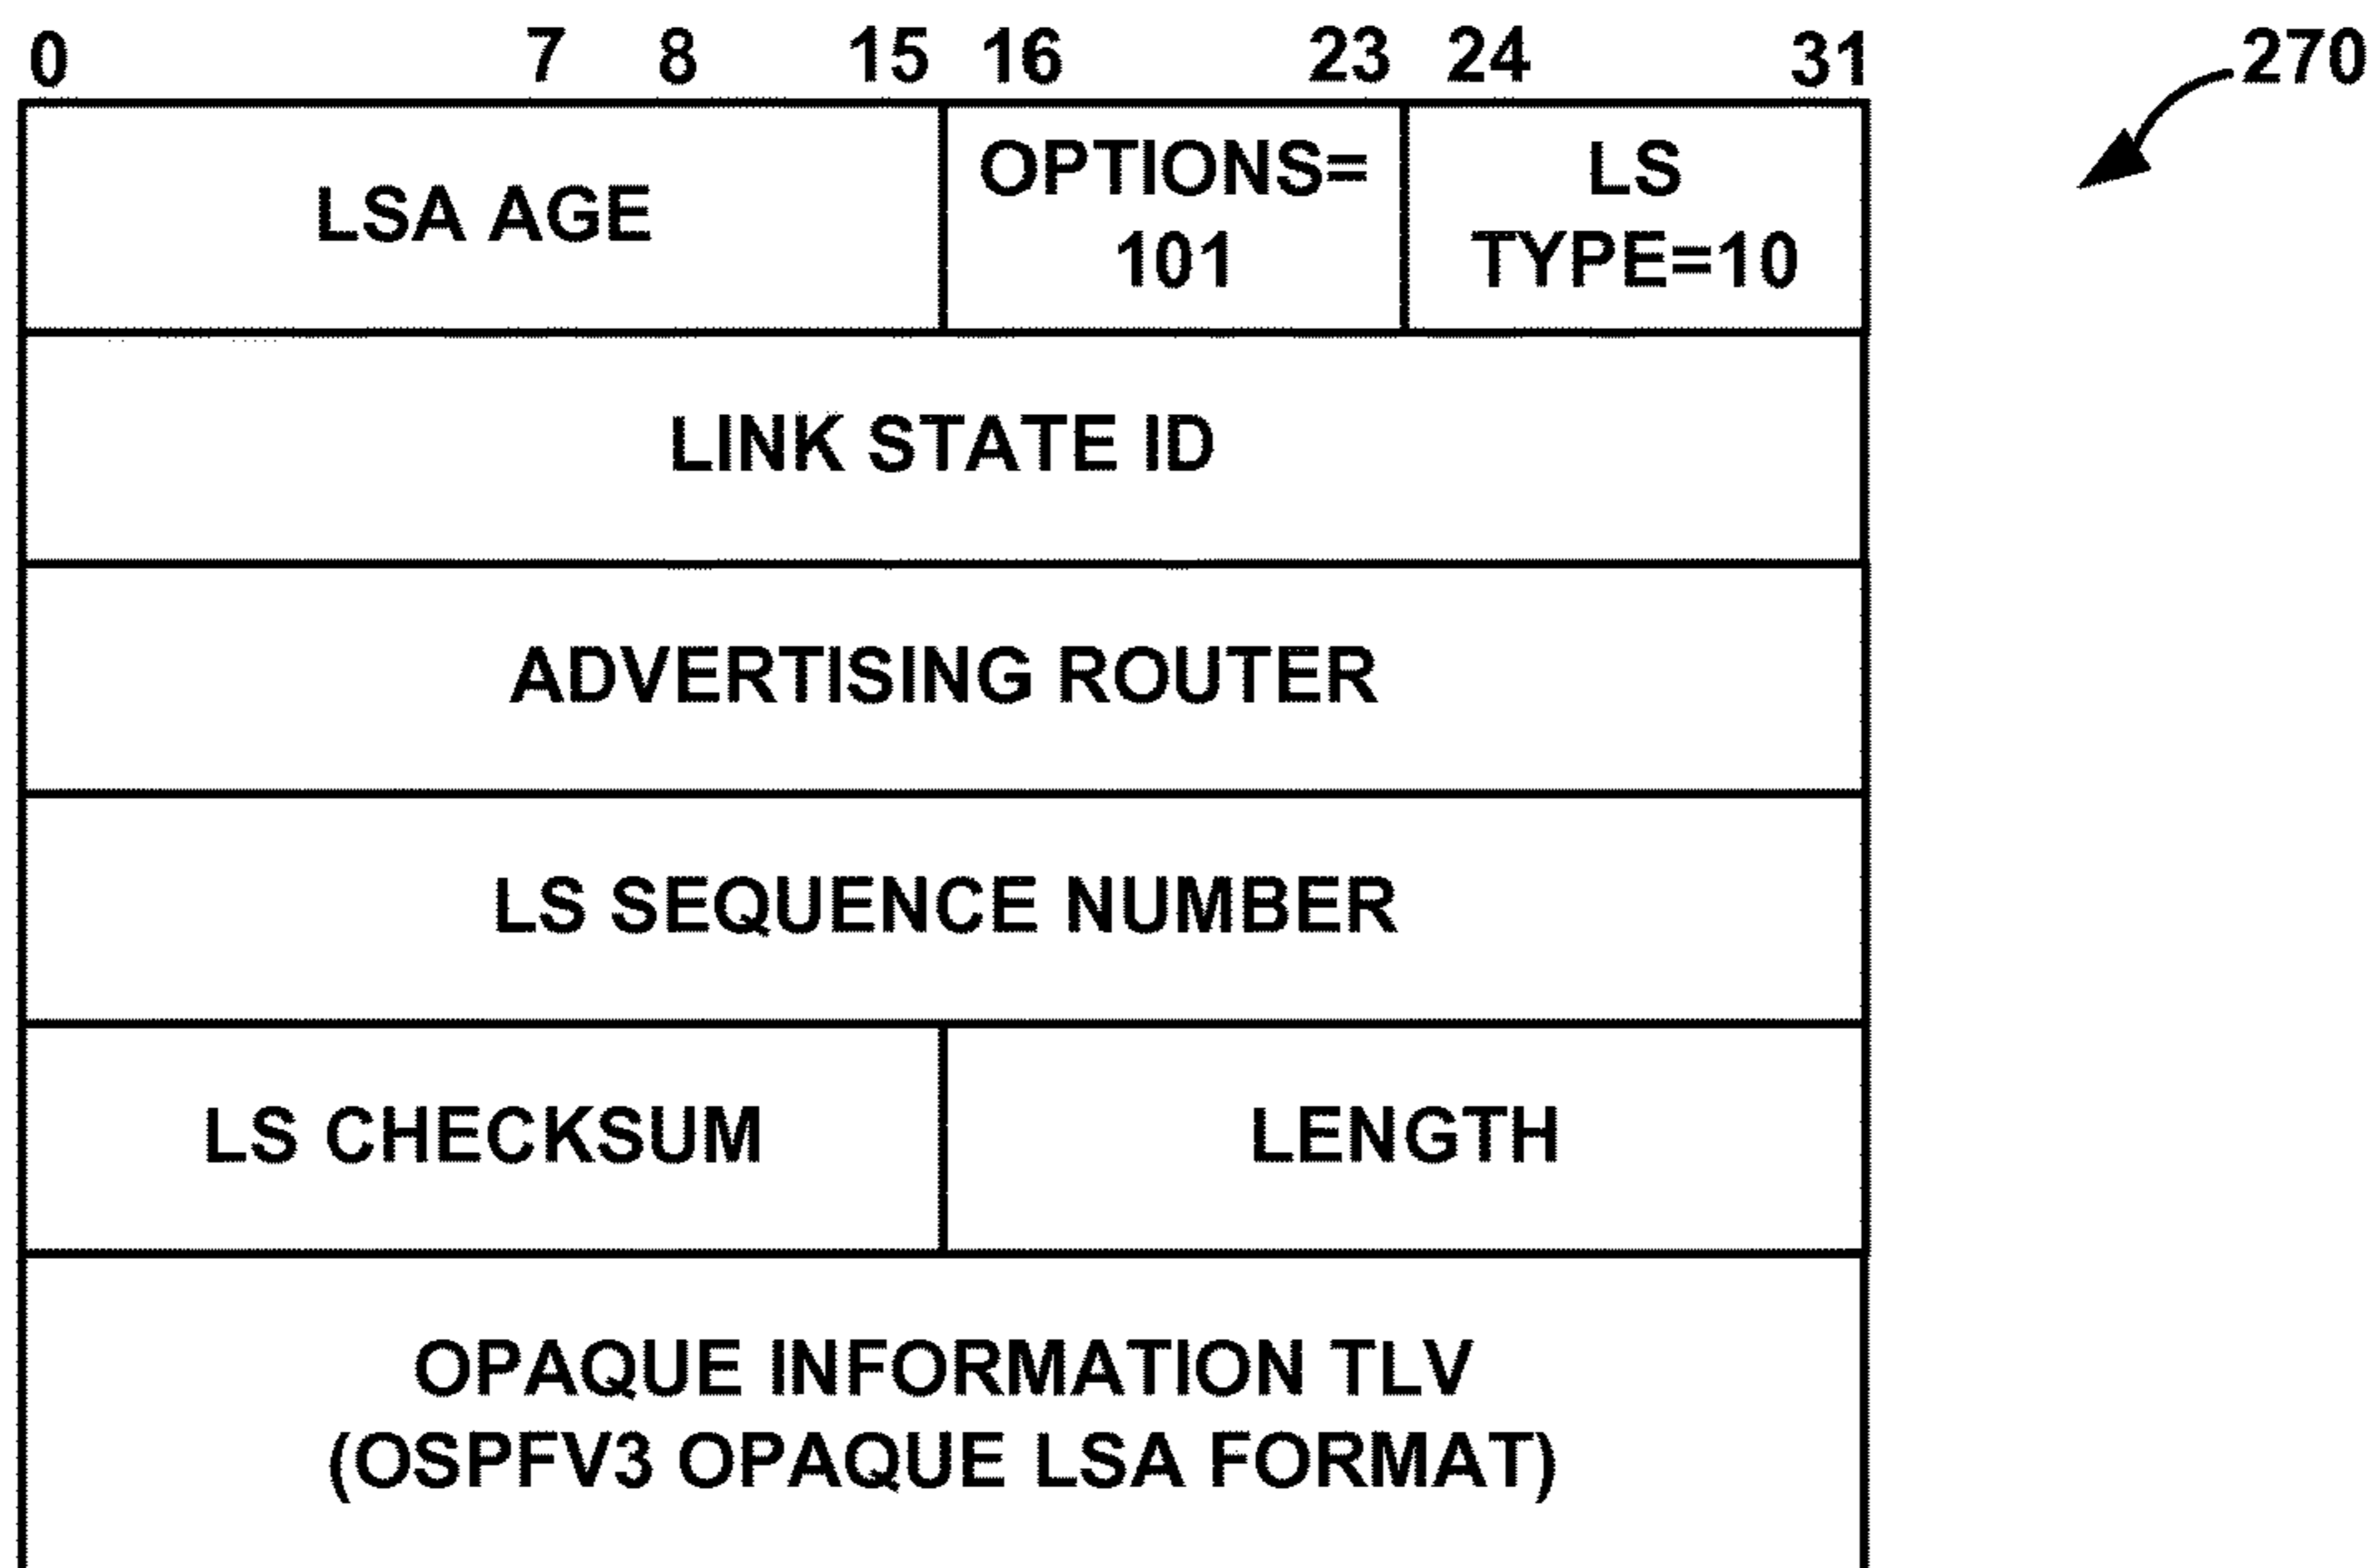 0 7 8 15 16 23 24 31 270
LSA AGE
OPTIONS=
101
LS
TYPE=10
LINK STATE ID
ADVERTISING ROUTER
LS SEQUENCE NUMBER
LS CHECKSUM
LENGTH
OPAQUE INFORMATION TLV
(OSPFV3 OPAQUE LSA FORMAT)